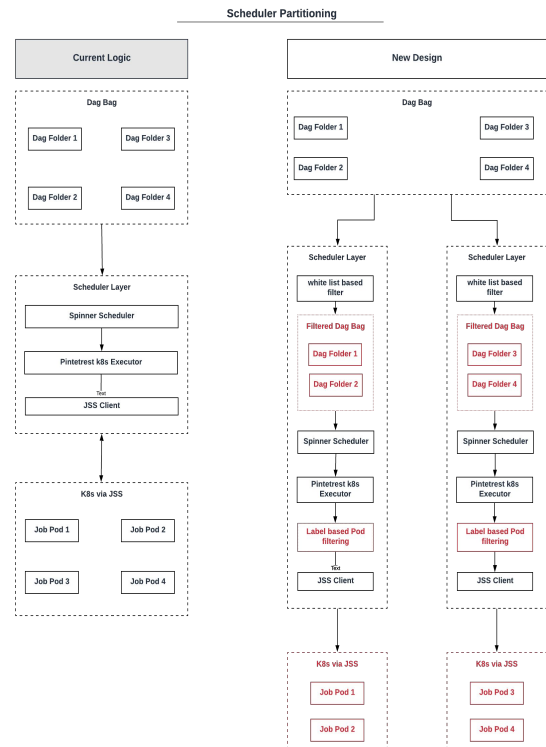 Scheduler Partitioning
Current Logic
Dag Bag
Dag Folder 1
Dag Folder 3
Dag Folder 2
Dag Folder 4
Scheduler Layer
Spinner Scheduler
Pintetrest k8s Executor
Text
JSS Client
K8s via JSS
Job Pod 1
Job Pod 2
Job Pod 3
Job Pod 4
New Design
Dag Bag
Dag Folder 1
Dag Folder 3
Dag Folder 2
Dag Folder 4
Scheduler Layer
white list based
filter
Filtered Dag Bag
Dag Folder 1
Dag Folder 2
Spinner Scheduler
Pintetrest k8s
Executor
Label based Pod
filtering
Text
JSS Client
K8s via JSS
Job Pod 1
Job Pod 2
Scheduler Layer
white list based
filter
Filtered Dag Bag
Dag Folder 3
Dag Folder 4
Spinner Scheduler
Pintetrest k8s
Executor
Label based Pod
filtering
JSS Client
K8s via JSS
Job Pod 3
Job Pod 4